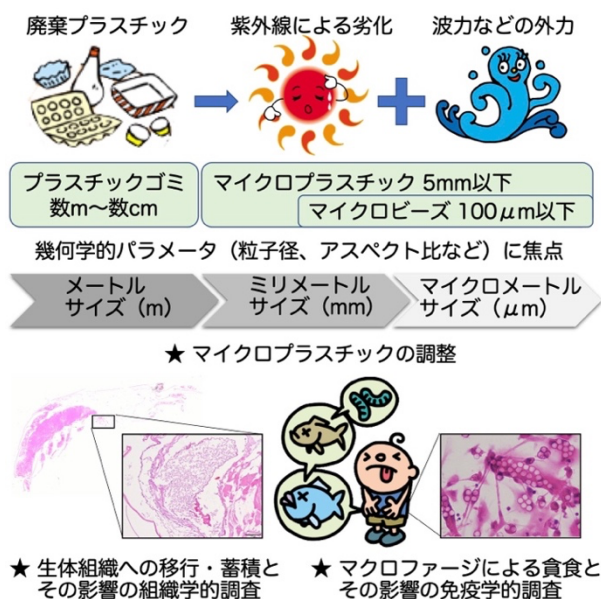 廃棄プラスチック
紫外線による劣化
波力などの外力
プラスチックゴミ
数m〜数cm
マイクロプラスチック 5mm以下
マイクロビーズ 100μm以下
幾何学的パラメータ（粒子径、アスペクト比など）に焦点
メートル
サイズ（m）
ミリメートル
サイズ（mm）
マイクロメートル
サイズ（μm）
★ マイクロプラスチックの調整
★ 生体組織への移行・蓄積と
その影響の組織学的調査
★ マクロファージによる貪食と
その影響の免疫学的調査